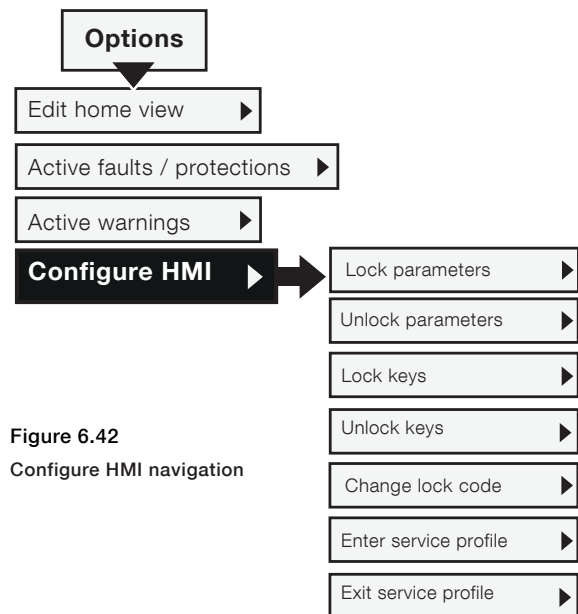 Options
Edit home view
Active faults / protections
Active warnings
Configure HMI
Lock parameters
Unlock parameters
Lock keys
Unlock keys
Change lock code
Enter service profile
Exit service profile
Figure 6.42
Configure HMI navigation